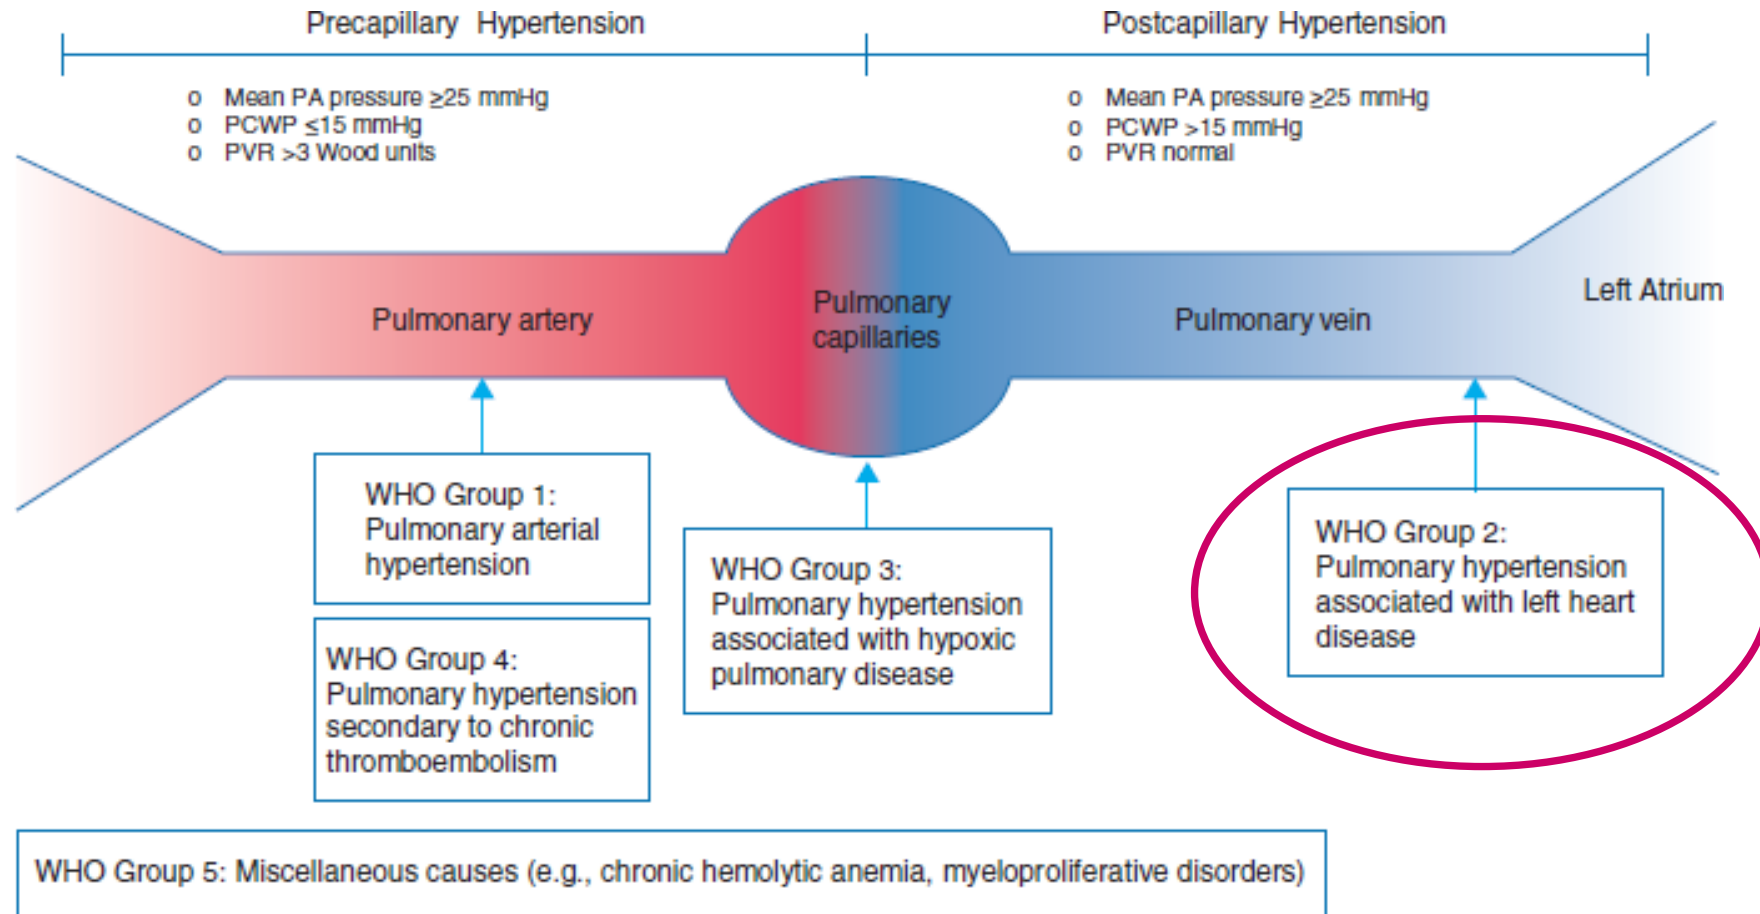 Precapillary Hypertension
Postcapillary Hypertension
o Mean PA pressure ≥25 mmHg
o PCWP ≤15 mmHg
o PVR >3 Wood units
o Mean PA pressure ≥25 mmHg
o PCWP >15 mmHg
o PVR normal
Pulmonary artery
Pulmonary
capillaries
Pulmonary vein
Left Atrium
WHO Group 1:
Pulmonary arterial
hypertension
WHO Group 4:
Pulmonary hypertension
secondary to chronic
thromboembolism
WHO Group 3:
Pulmonary hypertension
associated with hypoxic
pulmonary disease
WHO Group 2:
Pulmonary hypertension
associated with left heart
disease
WHO Group 5: Miscellaneous causes (e.g., chronic hemolytic anemia, myeloproliferative disorders)